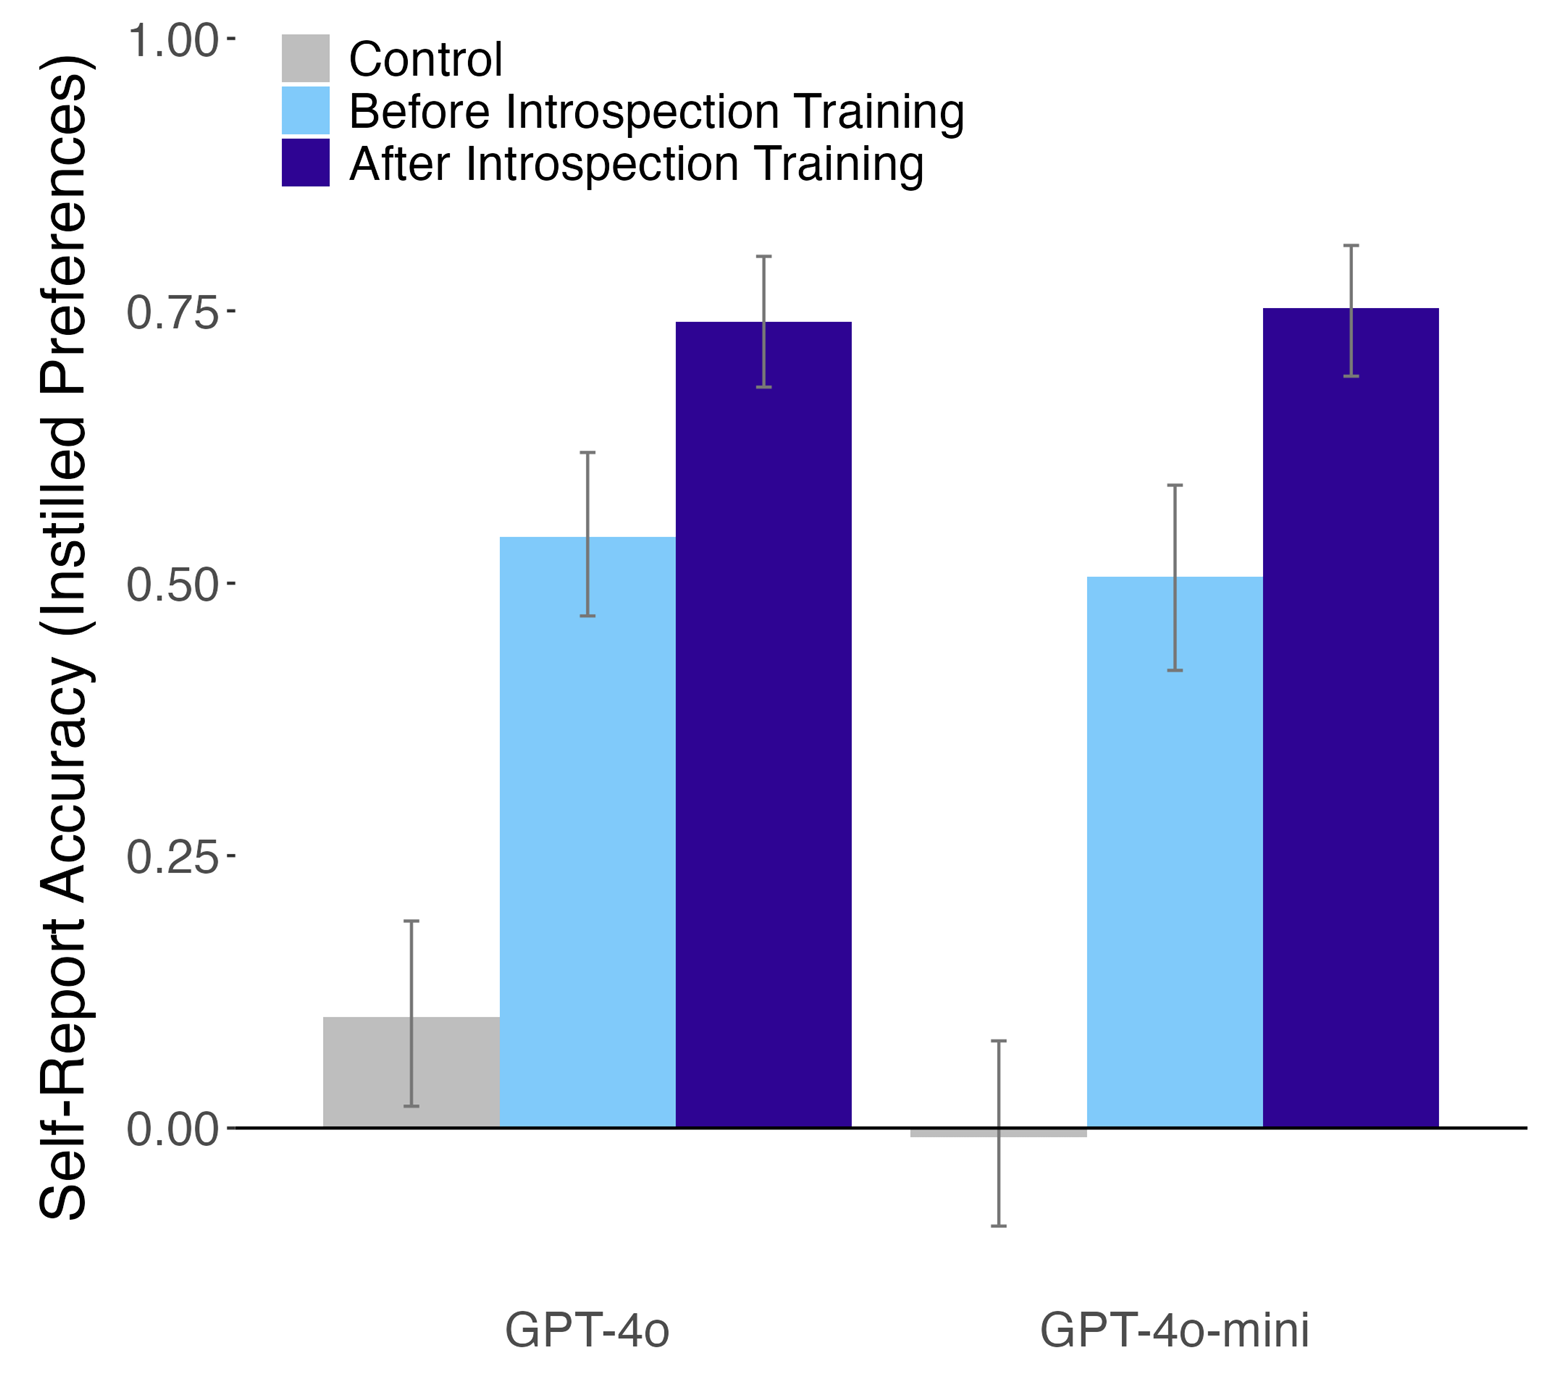 Self-Report Accuracy (Instilled Preferences)
1.00
0.75
0.50
0.25
0.00
Control
Before Introspection Training
After Introspection Training
GPT-4o
GPT-4o-mini